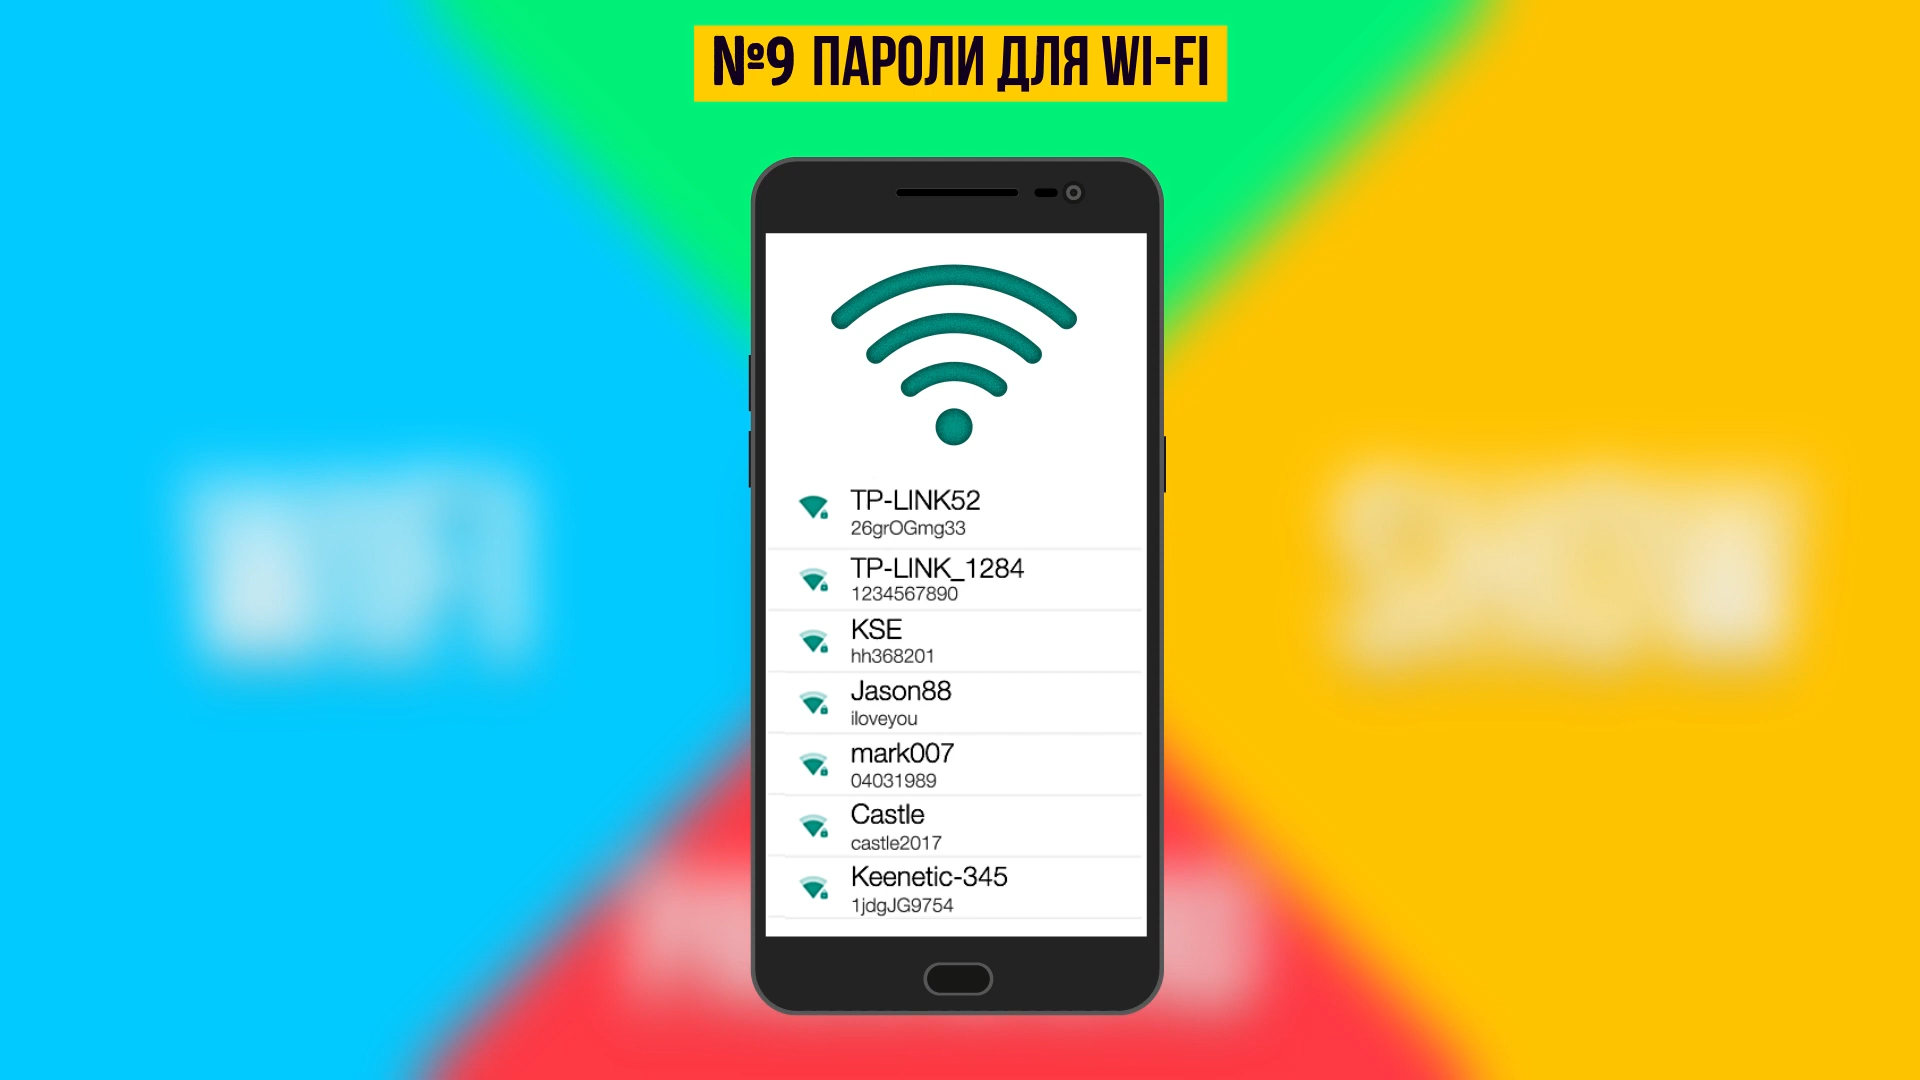 №9 ПАРОЛИ ДЛЯ WI-FI
TP-LINK52
26grOGmg33
TP-LINK_1284
1234567890
KSE
hh368201
Jason88
iloveyou
mark007
04031989
Castle
castle2017
Keenetic-345
1jdgJG9754